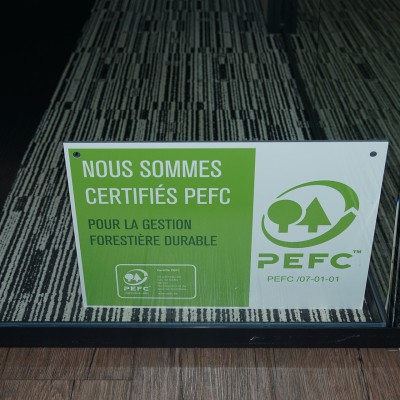 NOUS SOMMES
CERTIFIÉS PEFC
POUR LA GESTION
FORESTIÈRE DURABLE
PEFC
PEFC™
PEFC /07-01-01